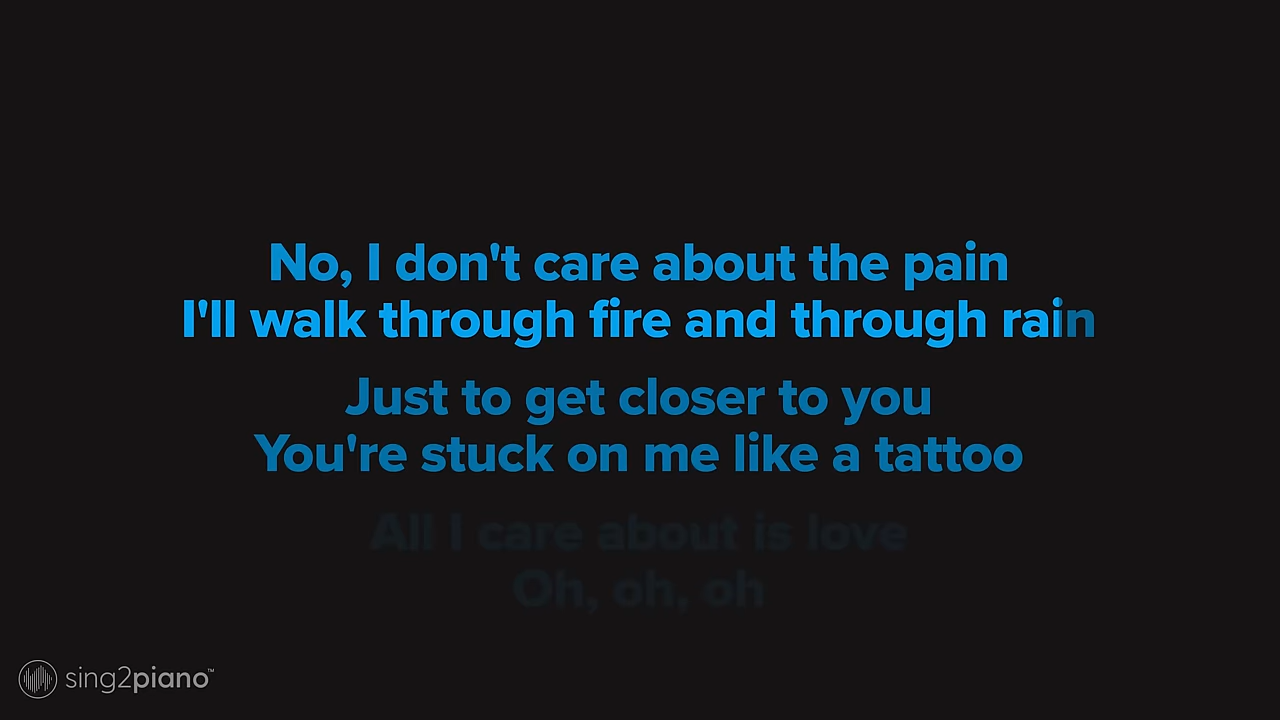 No, I don't care about the pain
I'll walk through fire and through rain
Just to get closer to you
You're stuck on me like a tattoo
All I care about is love
Oh, oh, oh
sing2piano™